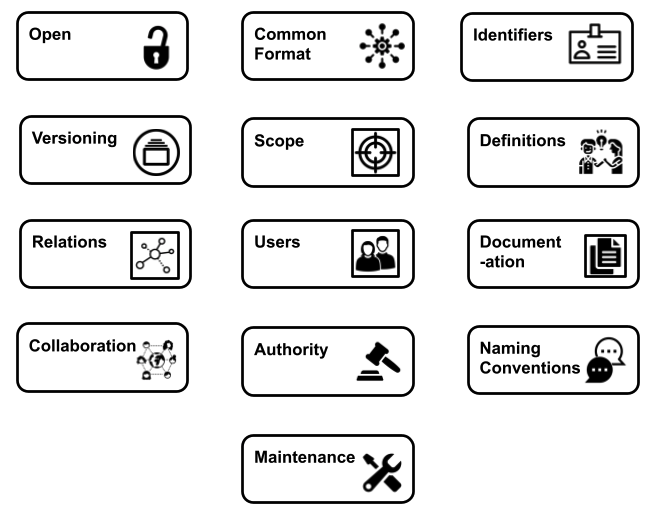 Open
Common
Format
Identifiers
Versioning
Scope
Definitions
Relations
Users
Document
-ation
Collaboration
Authority
Naming
Conventions
Maintenance